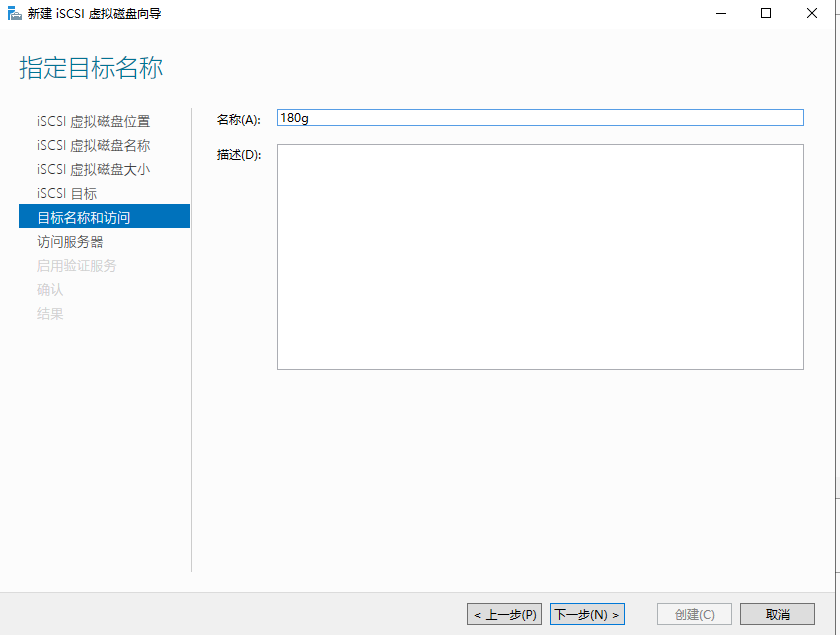 新建 iSCSI 虚拟磁盘向导
指定目标名称
iSCSI 虚拟磁盘位置
iSCSI 虚拟磁盘名称
iSCSI 虚拟磁盘大小
iSCSI 目标
目标名称和访问
访问服务器
启用验证服务
确认
结果
名称(A): 180g
描述(D):
< 上一步(P) 下一步(N) > 创建(C) 取消